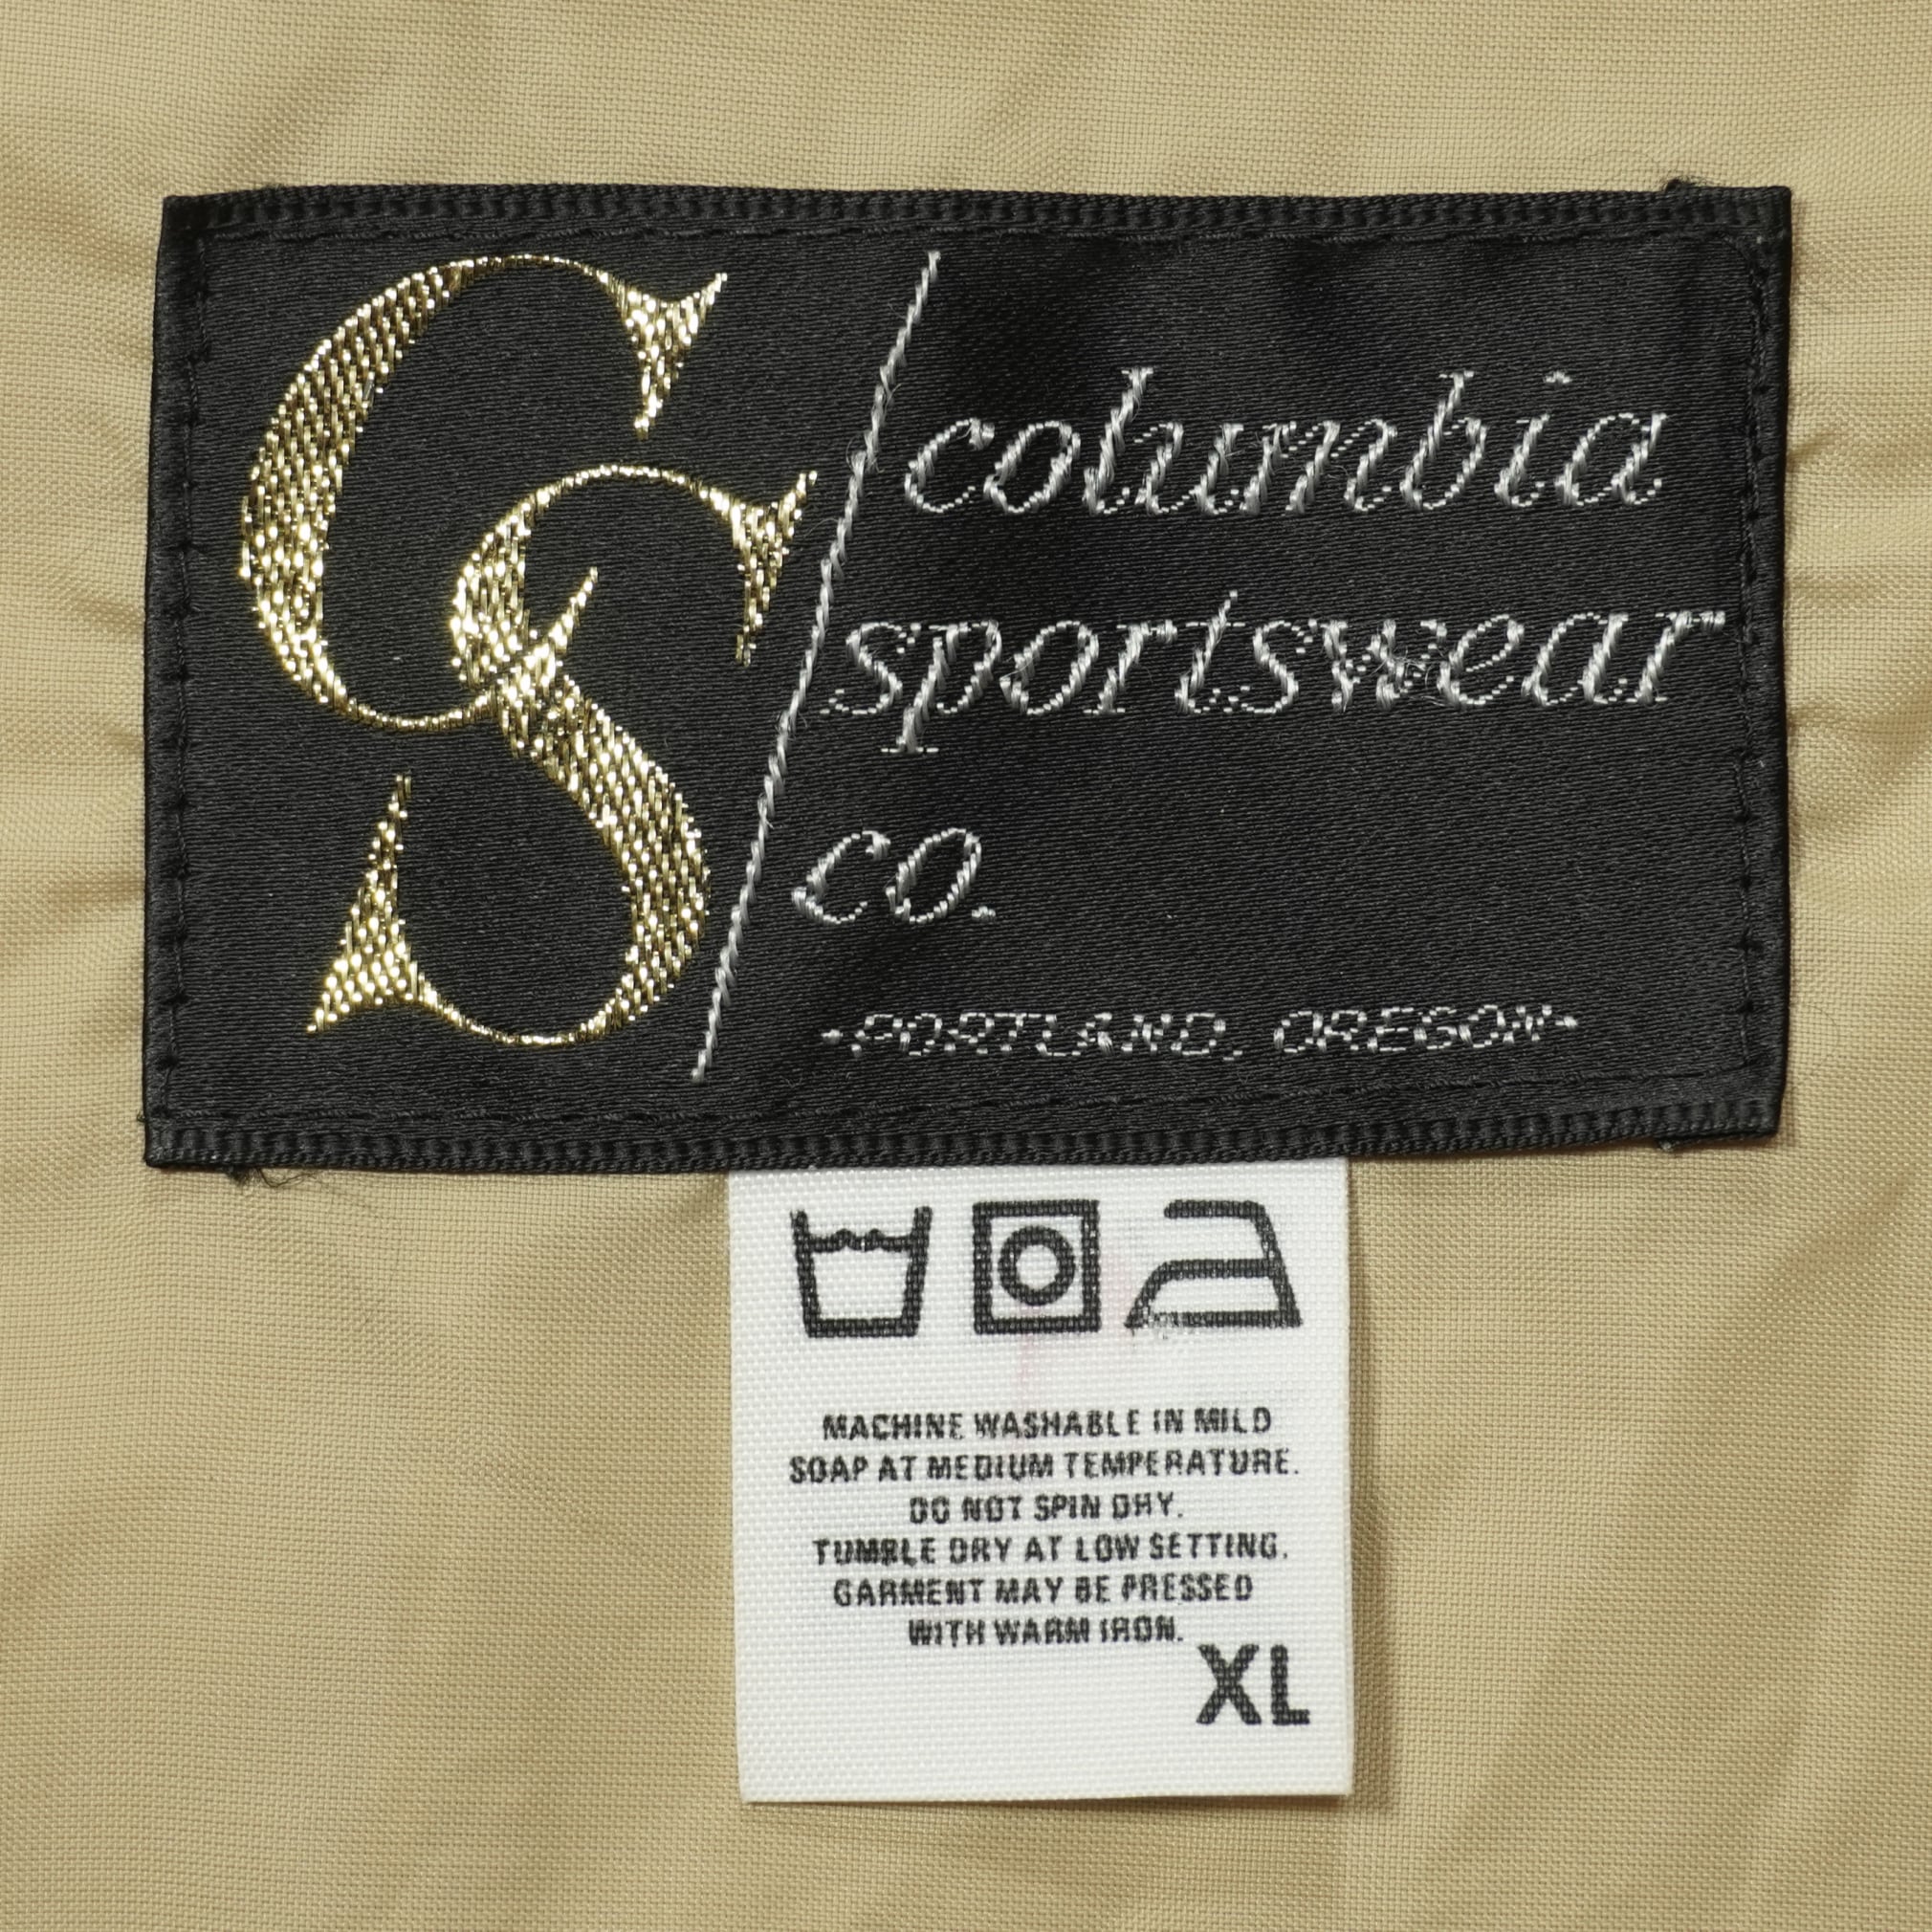 CS
columbia
sportswear
co.
-PORTLAND, OREGON-
MACHINE WASHABLE IN MILD
SOAP AT MEDIUM TEMPERATURE.
DO NOT SPIN DRY.
TUMBLE DRY AT LOW SETTING.
GARMENT MAY BE PRESSED
WITH WARM IRON.
XL